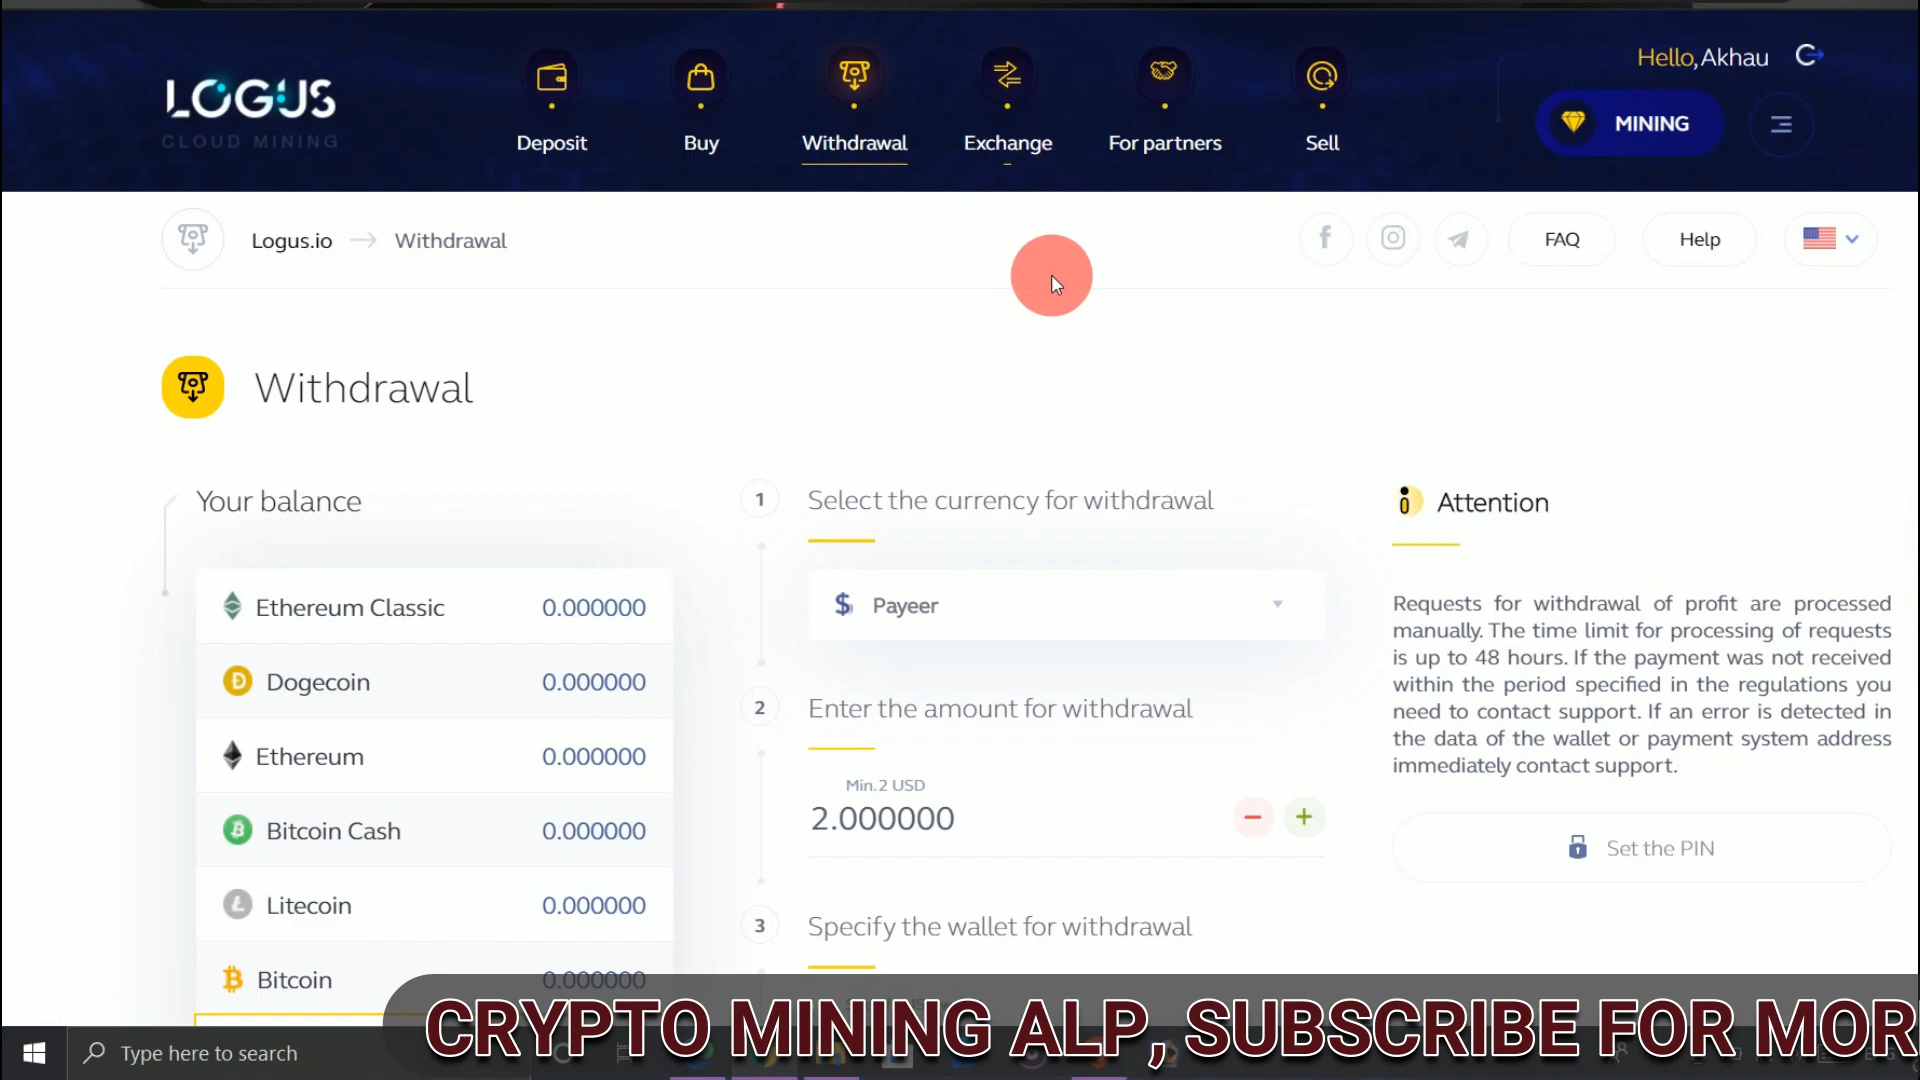 LOGUS
CLOUD MINING
Deposit
Buy
Withdrawal
Exchange
For partners
Sell
Hello, Akhau
MINING
Logus.io
Withdrawal
FAQ
Help
Withdrawal
Your balance
Ethereum Classic 0.000000
Dogecoin 0.000000
Ethereum 0.000000
Bitcoin Cash 0.000000
Litecoin 0.000000
Bitcoin 0.000000
1 Select the currency for withdrawal
$ Payeer
2 Enter the amount for withdrawal
Min.2 USD
2.000000
3 Specify the wallet for withdrawal
Attention
Requests for withdrawal of profit are processed
manually. The time limit for processing of requests
is up to 48 hours. If the payment was not received
within the period specified in the regulations you
need to contact support. If an error is detected in
the data of the wallet or payment system address
immediately contact support.
Set the PIN
CRYPTO MINING ALP, SUBSCRIBE FOR MOR
Type here to search